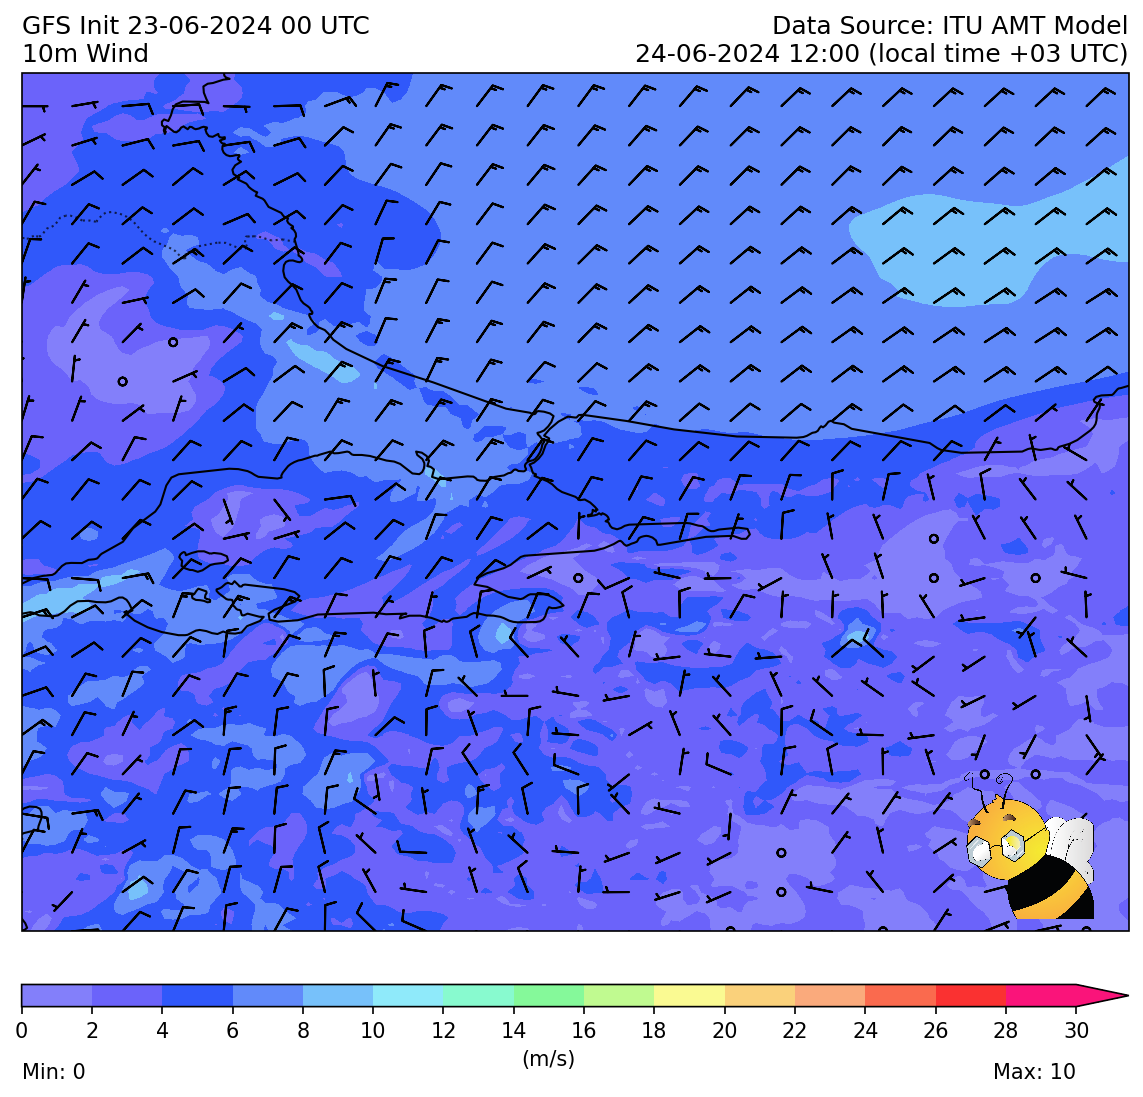 GFS Init 23-06-2024 00 UTC
Data Source: ITU AMT Model
10m Wind
24-06-2024 12:00 (local time +03 UTC)
0 2 4 6 8 10 12 14 16 18 20 22 24 26 28 30
(m/s)
Min: 0
Max: 10